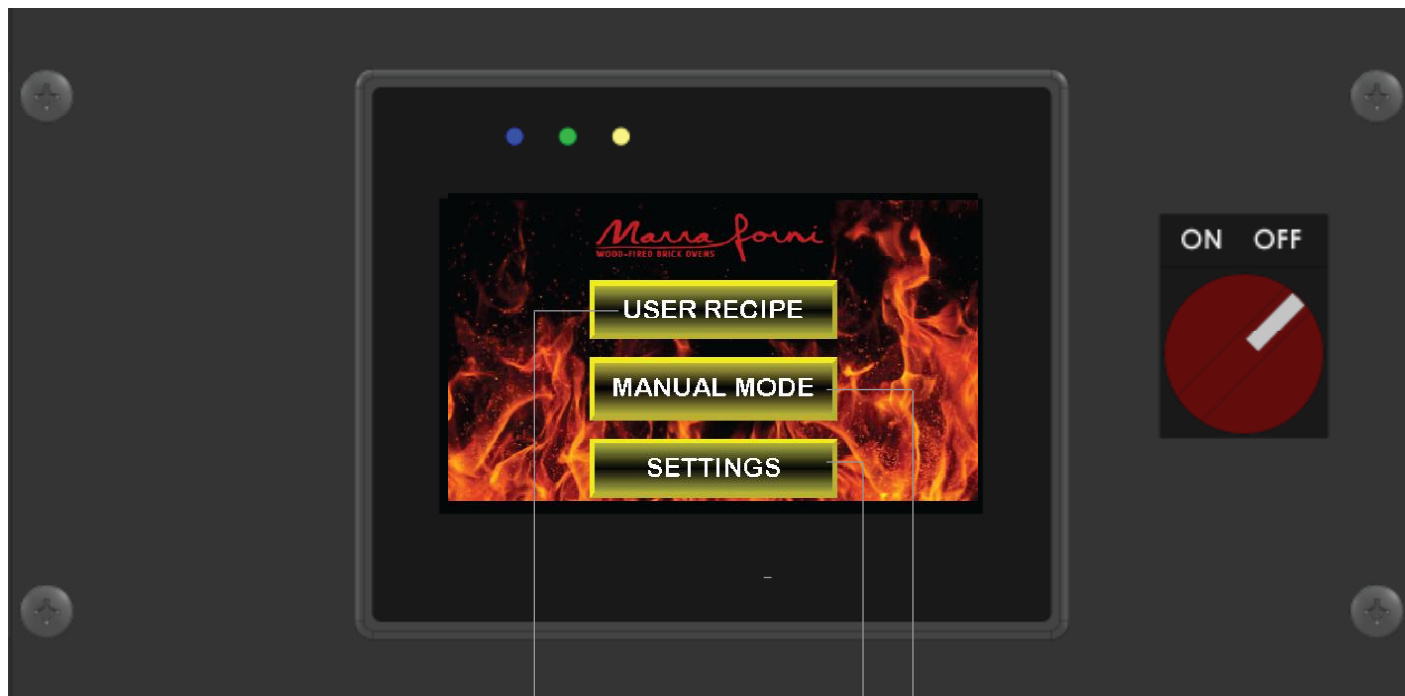 Marra forni
WOOD-FIRED BRICK OVENS
USER RECIPE
MANUAL MODE
SETTINGS
ON OFF